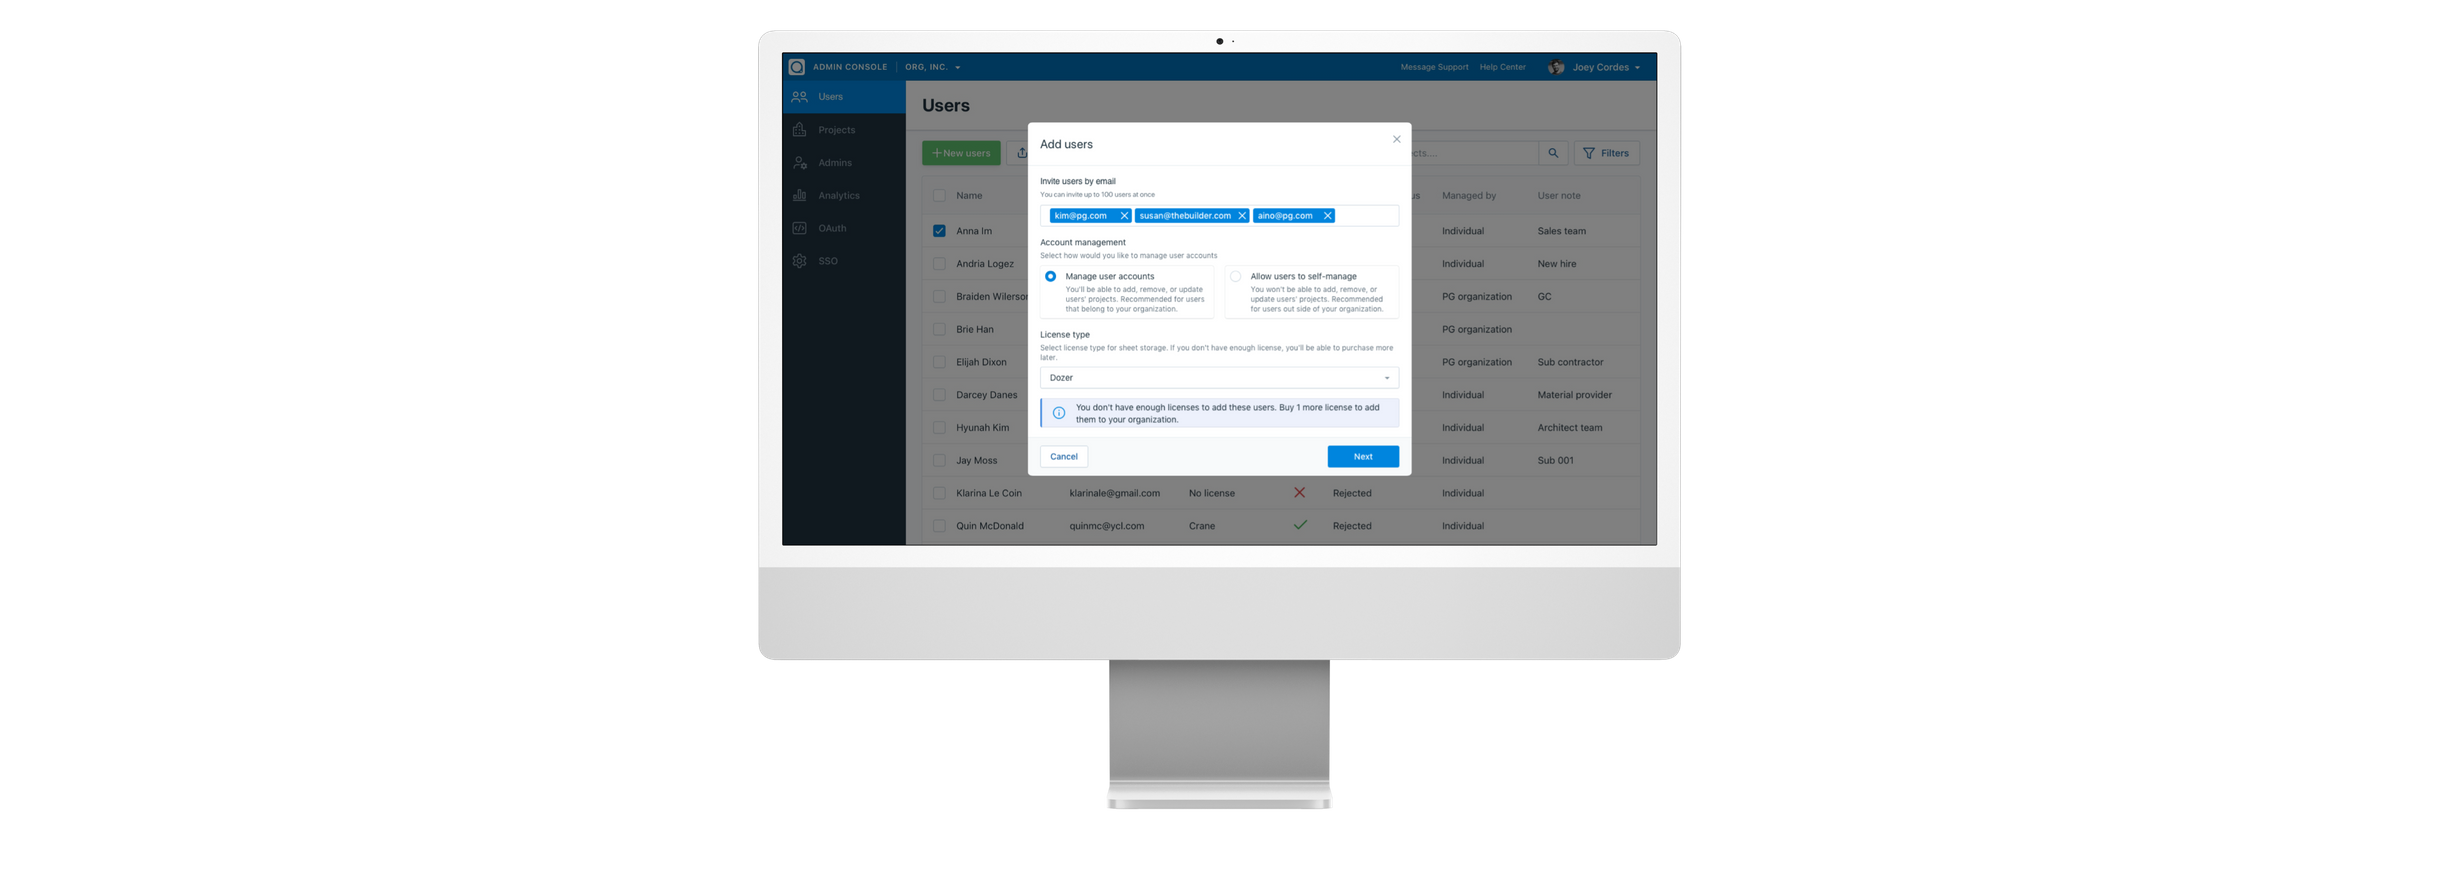 ADMIN CONSOLE ORG, INC. Message Support Help Center Joey Cordes
Users
Projects
Admins
Analytics
OAuth
SSO
Users
+ New users Filters
Name Managed by User note
Anna Im Individual Sales team
Andria Logez Individual New hire
Braiden Wilerson PG organization GC
Brie Han PG organization
Elijah Dixon PG organization Sub contractor
Darcey Danes Individual Material provider
Hyunah Kim Individual Architect team
Jay Moss Individual Sub 001
Klarina Le Coin klarinale@gmail.com No license Rejected Individual
Quin McDonald quinmc@ycl.com Crane Rejected Individual
Add users
Invite users by email
You can invite up to 100 users at once
kim@pg.com susan@thebuilder.com aino@pg.com
Account management
Select how would you like to manage user accounts
Manage user accounts
You'll be able to add, remove, or update
users' projects. Recommended for users
that belong to your organization.
Allow users to self-manage
You won't be able to add, remove, or
update users' projects. Recommended
for users out side of your organization.
License type
Select license type for sheet storage. If you don't have enough license, you'll be able to purchase more
later.
Dozer
You don't have enough licenses to add these users. Buy 1 more license to add
them to your organization.
Cancel Next